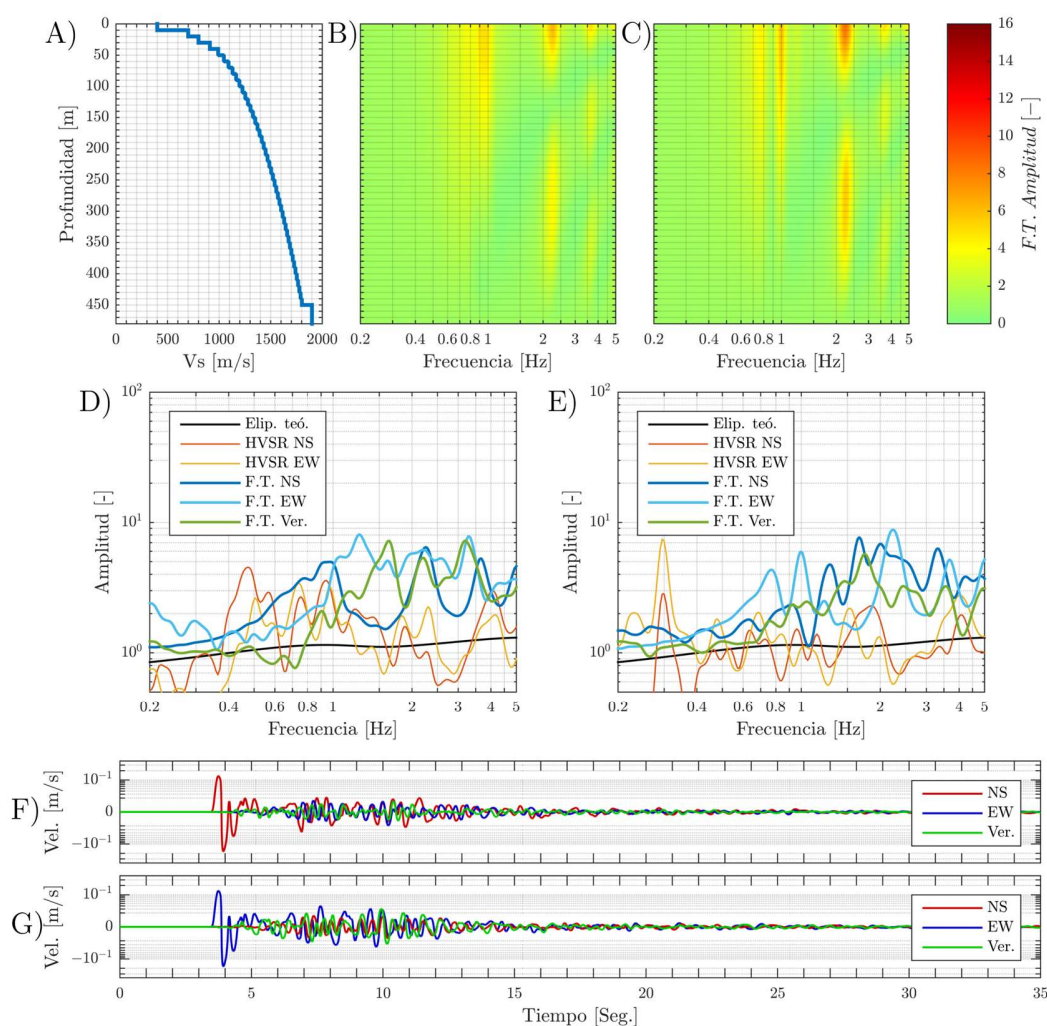 A)
0
50
100
150
200
250
300
350
400
450
Profundidad [m]
0 500 1000 1500 2000
Vs [m/s]
B)
0.2 0.4 0.6 0.8 1 2 3 4 5
Frecuencia [Hz]
C)
0.2 0.4 0.6 0.8 1 2 3 4 5
Frecuencia [Hz]
16
14
12
10
8
6
4
2
0
F.T. Amplitud [−]
D)
10^2
10^1
10^0
Amplitud [-]
Elip. teó.
HVSR NS
HVSR EW
F.T. NS
F.T. EW
F.T. Ver.
0.2 0.4 0.6 0.8 1 2 3 4 5
Frecuencia [Hz]
E)
10^2
10^1
10^0
Amplitud [-]
Elip. teó.
HVSR NS
HVSR EW
F.T. NS
F.T. EW
F.T. Ver.
0.2 0.4 0.6 0.8 1 2 3 4 5
Frecuencia [Hz]
F)
Vel. [m/s]
10^-1
0
−10^-1
NS
EW
Ver.
G)
Vel. [m/s]
10^-1
0
−10^-1
NS
EW
Ver.
0 5 10 15 20 25 30 35
Tiempo [Seg.]